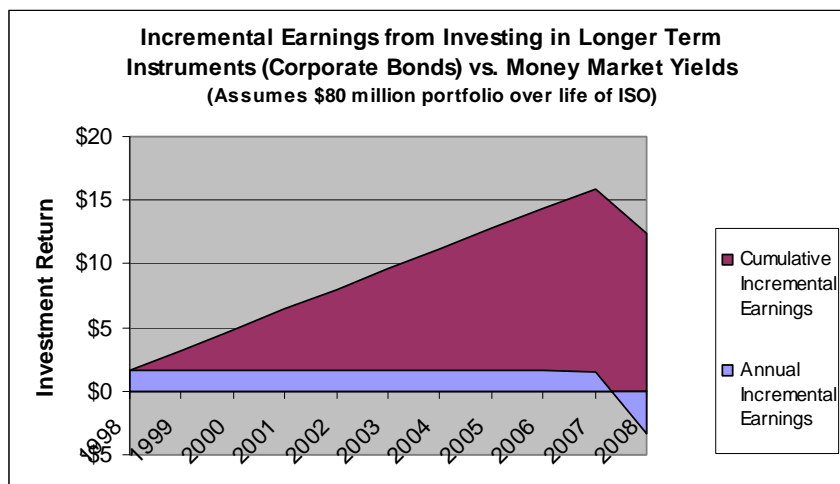 Incremental Earnings from Investing in Longer Term
Instruments (Corporate Bonds) vs. Money Market Yields
(Assumes $80 million portfolio over life of ISO)
$20
$15
$10
$5
$0
$5
Investment Return
1998
1999
2000
2001
2002
2003
2004
2005
2006
2007
2008
Cumulative
Incremental
Earnings
Annual
Incremental
Earnings